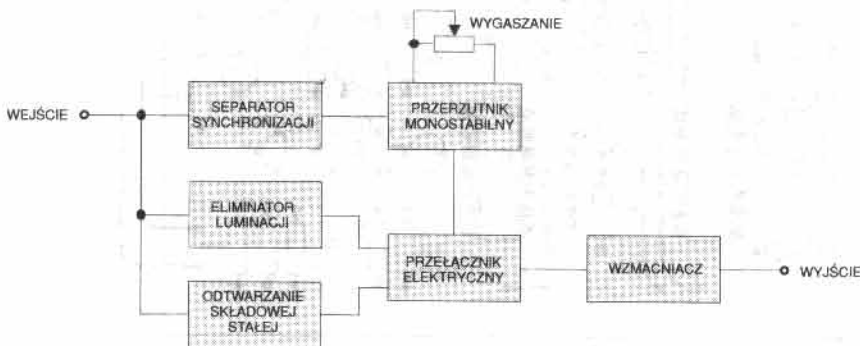 WYGASZANIE
WEJŚCIE
SEPARATOR
SYNCHRONIZACJI
PRZERZUTNIK
MONOSTABILNY
ELIMINATOR
LUMINACJI
PRZEŁĄCZNIK
ELEKTRYCZNY
WZMACNIACZ
WYJŚCIE
ODTWARZANIE
SKŁADOWEJ
STAŁEJ